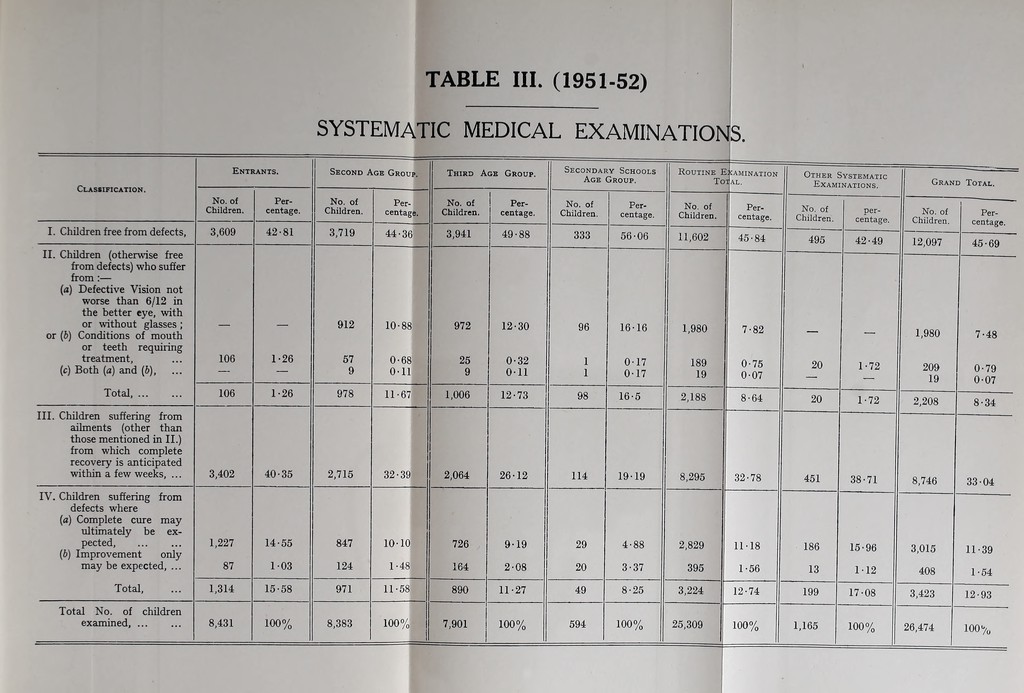 TABLE III. (1951-52)
SYSTEMATIC MEDICAL EXAMINATIONS.
CLASSIFICATION. ENTRANTS. SECOND AGE GROUP. THIRD AGE GROUP. SECONDARY SCHOOLS AGE GROUP. ROUTINE EXAMINATION TOTAL. OTHER SYSTEMATIC EXAMINATIONS. GRAND TOTAL.
No. of Children. Per-centage. No. of Children. Per-centage. No. of Children. Per-centage. No. of Children. Per-centage. No. of Children. Per-centage. No. of Children. per-centage. No. of Children. Per-centage.
I. Children free from defects, 3,609 42·81 3,719 44·36 3,941 49·88 333 56·06 11,602 45·84 495 42·49 12,097 45·69
II. Children (otherwise free
from defects) who suffer
from :—
(a) Defective Vision not
worse than 6/12 in
the better eye, with
or without glasses ; — — 912 10·88 972 12·30 96 16·16 1,980 7·82 — — 1,980 7·48
or (b) Conditions of mouth
or teeth requiring
treatment, ... 106 1·26 57 0·68 25 0·32 1 0·17 189 0·75 20 1·72 209 0·79
(c) Both (a) and (b), ... — — 9 0·11 9 0·11 1 0·17 19 0·07 — — 19 0·07
Total, ... ... 106 1·26 978 11·67 1,006 12·73 98 16·5 2,188 8·64 20 1·72 2,208 8·34
III. Children suffering from
ailments (other than
those mentioned in II.)
from which complete
recovery is anticipated
within a few weeks, ... 3,402 40·35 2,715 32·39 2,064 26·12 114 19·19 8,295 32·78 451 38·71 8,746 33·04
IV. Children suffering from
defects where
(a) Complete cure may
ultimately be ex-
pected, ... ... 1,227 14·55 847 10·10 726 9·19 29 4·88 2,829 11·18 186 15·96 3,015 11·39
(b) Improvement only
may be expected, ... 87 1·03 124 1·48 164 2·08 20 3·37 395 1·56 13 1·12 408 1·54
Total, ... 1,314 15·58 971 11·58 890 11·27 49 8·25 3,224 12·74 199 17·08 3,423 12·93
Total No. of children
examined, ... ... 8,431 100% 8,383 100% 7,901 100% 594 100% 25,309 100% 1,165 100% 26,474 100%